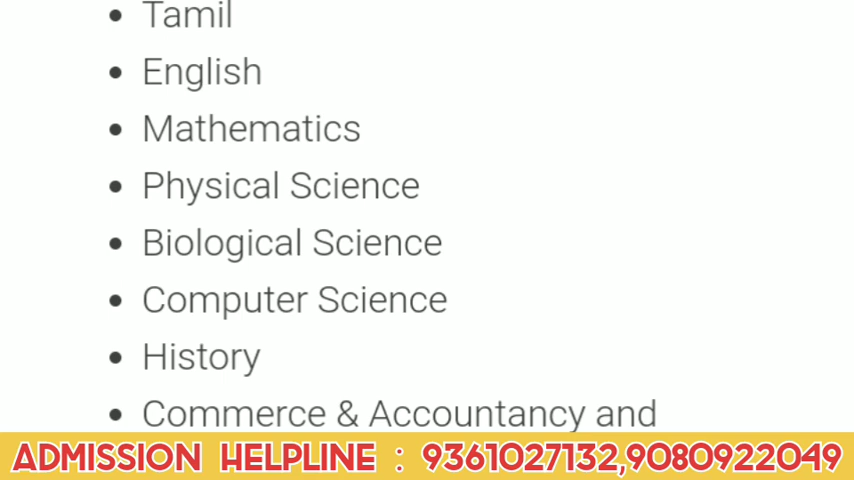 • Tamil
• English
• Mathematics
• Physical Science
• Biological Science
• Computer Science
• History
• Commerce & Accountancy and
ADMISSION HELPLINE : 9361027132,9080922049